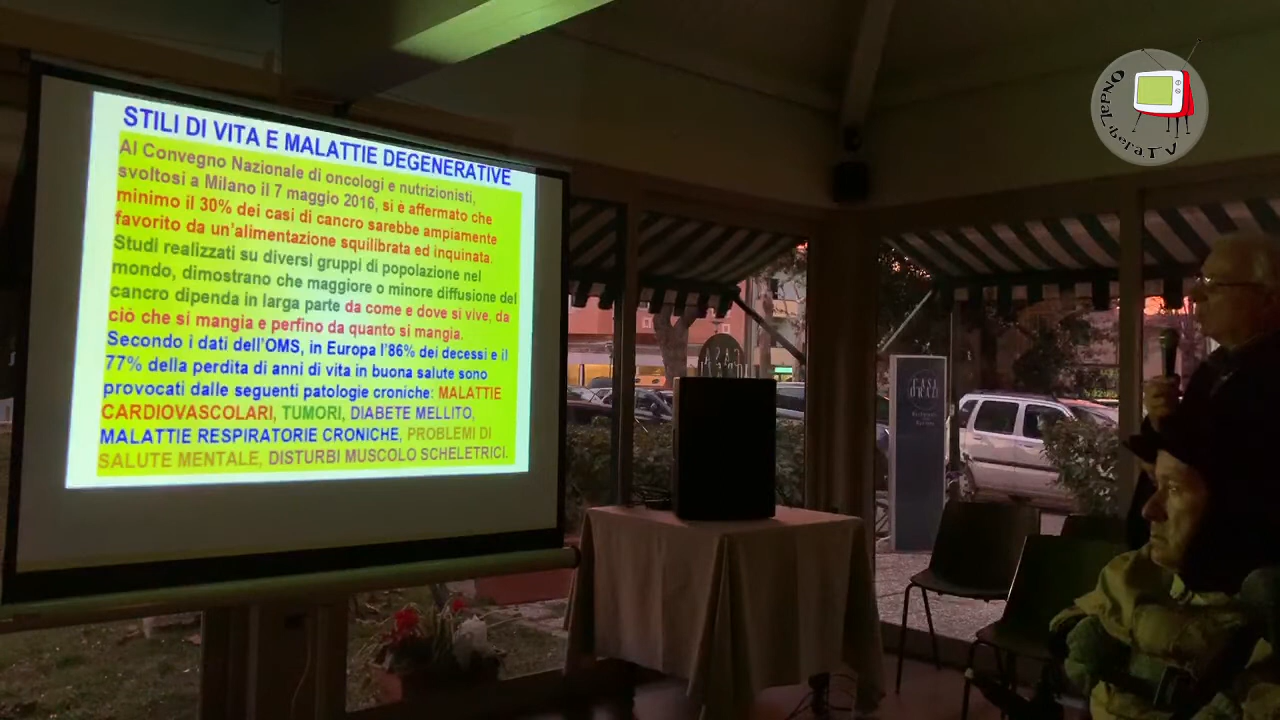 STILI DI VITA E MALATTIE DEGENERATIVE
Al Convegno Nazionale di oncologi e nutrizionisti,
svoltosi a Milano il 7 maggio 2016, si è affermato che
minimo il 30% dei casi di cancro sarebbe ampiamente
favorito da un'alimentazione squilibrata ed inquinata.
Studi realizzati su diversi gruppi di popolazione nel
mondo, dimostrano che maggiore o minore diffusione del
cancro dipenda in larga parte da come e dove si vive, da
ciò che si mangia e perfino da quanto si mangia.
Secondo i dati dell'OMS, in Europa l'86% dei decessi e il
77% della perdita di anni di vita in buona salute sono
provocati dalle seguenti patologie croniche: MALATTIE
CARDIOVASCOLARI, TUMORI, DIABETE MELLITO,
MALATTIE RESPIRATORIE CRONICHE, PROBLEMI DI
SALUTE MENTALE, DISTURBI MUSCOLO SCHELETRICI.
CASA